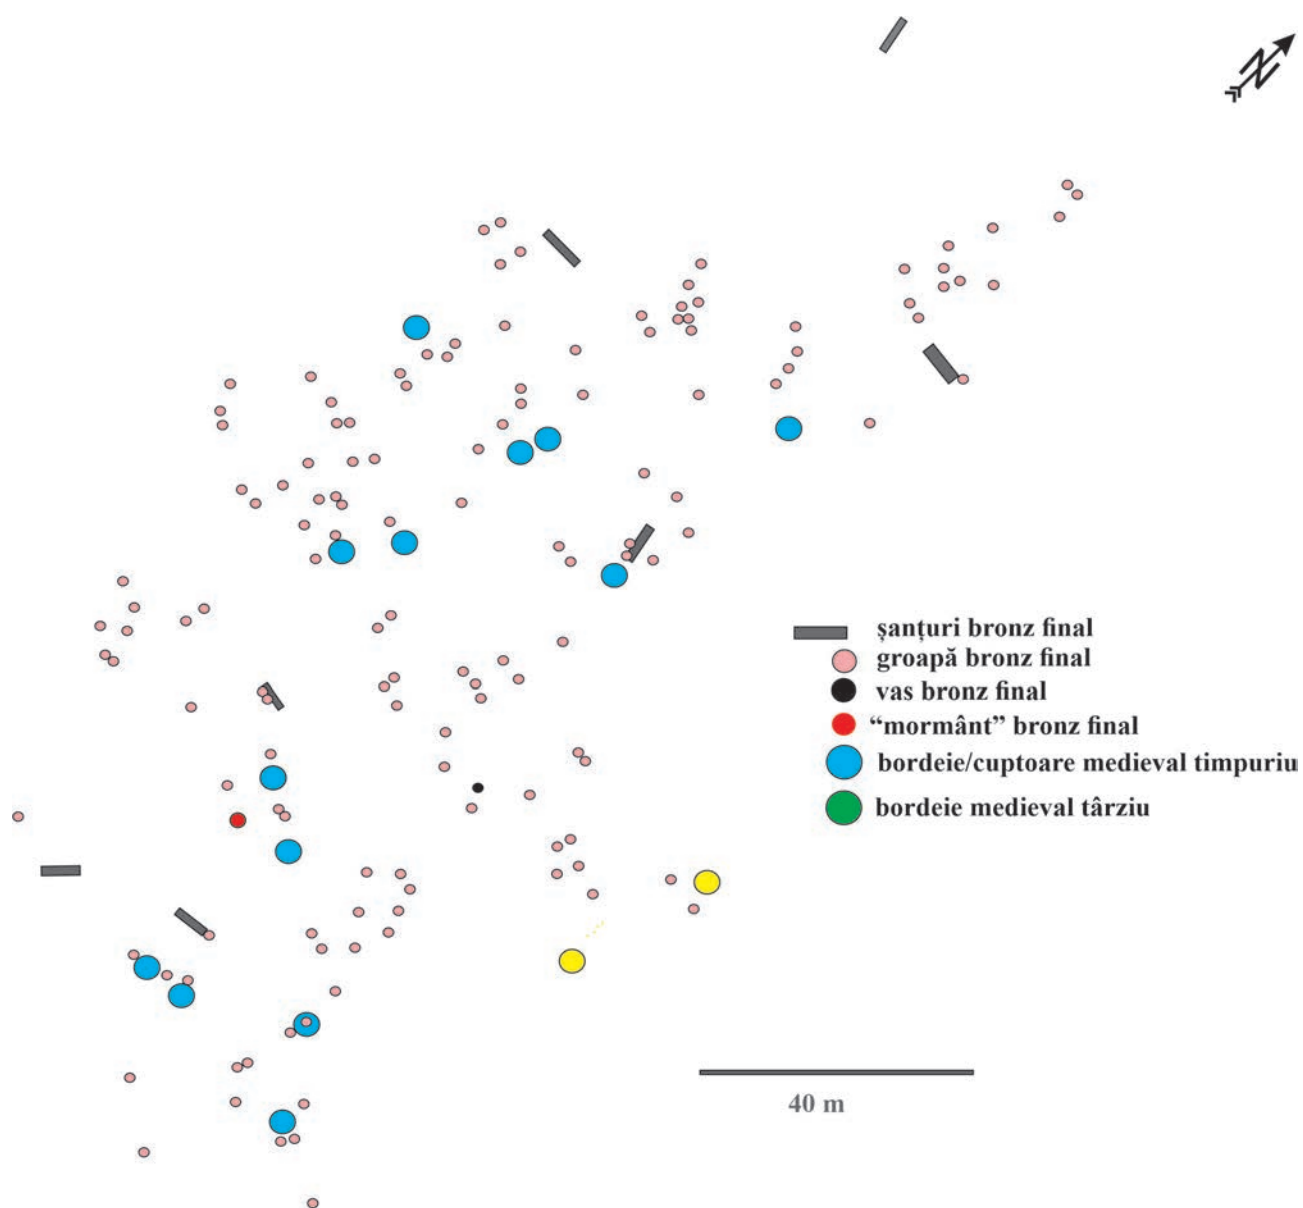 N
șanțuri bronz final
groapă bronz final
vas bronz final
“mormânt” bronz final
bordeie/cuptoare medieval timpuriu
bordeie medieval târziu
40 m